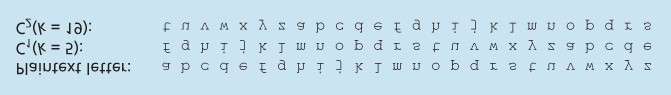 Plaintext letter: a b c d e f g h i j k l m n o p q r s t u v w x y z
C1(k = 5): f g h i j k l m n o p q r s t u v w x y z a b c d e
C2(k = 19): t u v w x y z a b c d e f g h i j k l m n o p q r s